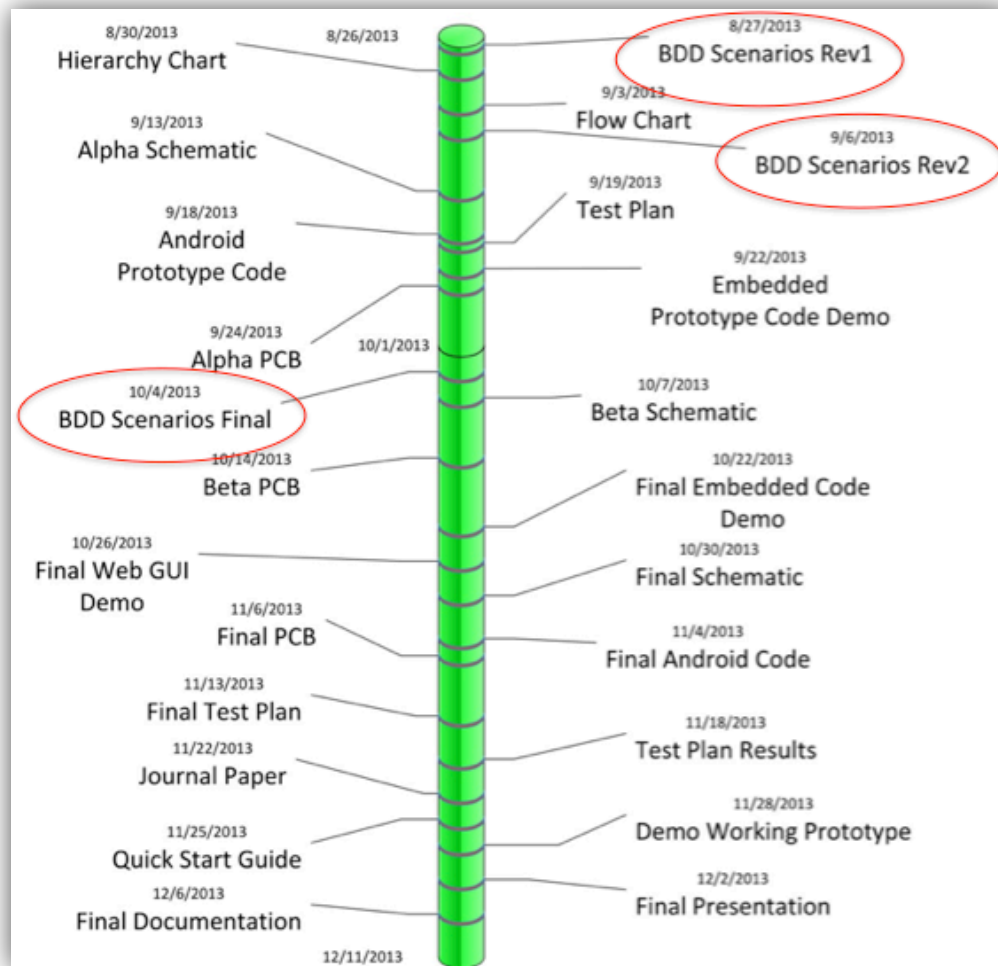 8/26/2013
8/27/2013
BDD Scenarios Rev1
8/30/2013
Hierarchy Chart
9/3/2013
Flow Chart
9/6/2013
BDD Scenarios Rev2
9/13/2013
Alpha Schematic
9/18/2013
Android
Prototype Code
9/19/2013
Test Plan
9/22/2013
Embedded
Prototype Code Demo
9/24/2013
Alpha PCB
10/1/2013
10/4/2013
BDD Scenarios Final
10/7/2013
Beta Schematic
10/14/2013
Beta PCB
10/22/2013
Final Embedded Code
Demo
10/26/2013
Final Web GUI
Demo
10/30/2013
Final Schematic
11/4/2013
Final Android Code
11/6/2013
Final PCB
11/13/2013
Final Test Plan
11/18/2013
Test Plan Results
11/22/2013
Journal Paper
11/25/2013
Quick Start Guide
11/28/2013
Demo Working Prototype
12/2/2013
Final Presentation
12/6/2013
Final Documentation
12/11/2013